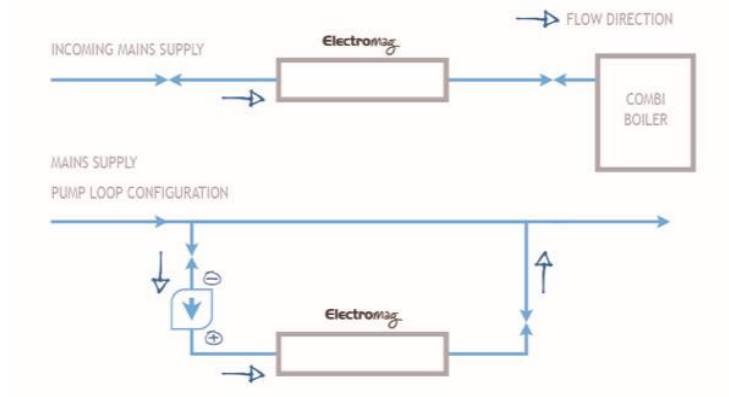 FLOW DIRECTION
Electromag
INCOMING MAINS SUPPLY
COMBI
BOILER
MAINS SUPPLY
PUMP LOOP CONFIGURATION
-
Electromag
+